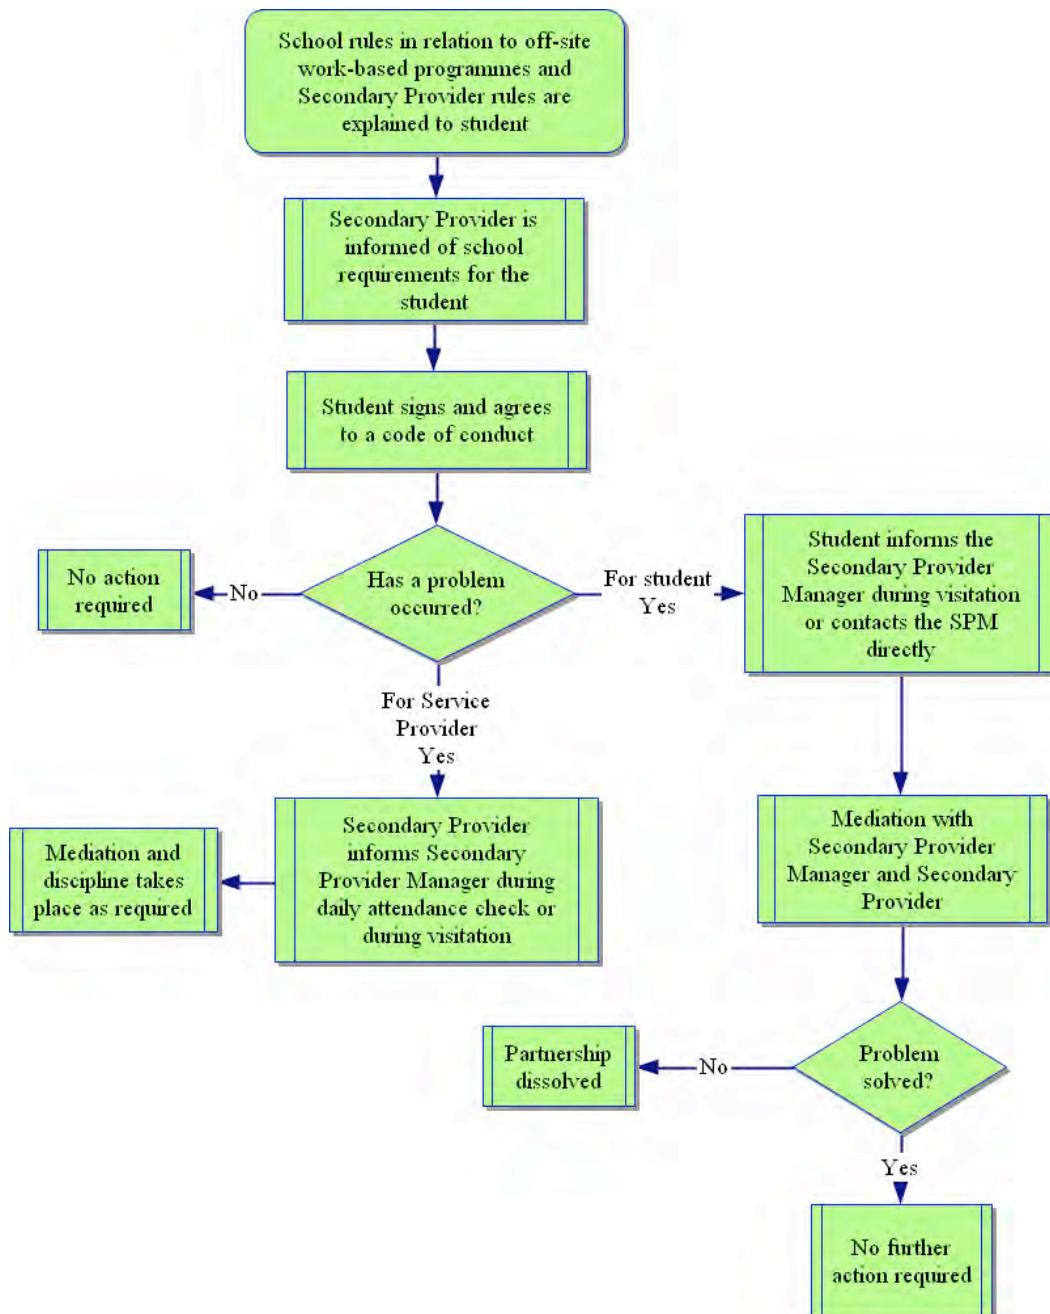 School rules in relation to off-site
work-based programmes and
Secondary Provider rules are
explained to student
Secondary Provider is
informed of school
requirements for the
student
Student signs and agrees
to a code of conduct
Has a problem
occurred?
No
No action
required
For student
Yes
Student informs the
Secondary Provider
Manager during visitation
or contacts the SPM
directly
For Service
Provider
Yes
Secondary Provider
informs Secondary
Provider Manager during
daily attendance check or
during visitation
Mediation and
discipline takes
place as required
Mediation with
Secondary Provider
Manager and Secondary
Provider
Problem
solved?
No
Partnership
dissolved
Yes
No further
action required